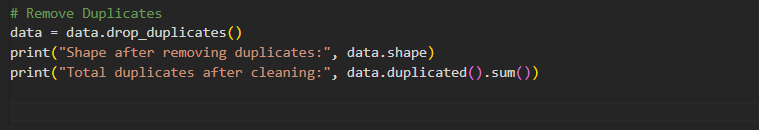 # Remove Duplicates
data = data.drop_duplicates()
print("Shape after removing duplicates:", data.shape)
print("Total duplicates after cleaning:", data.duplicated().sum())